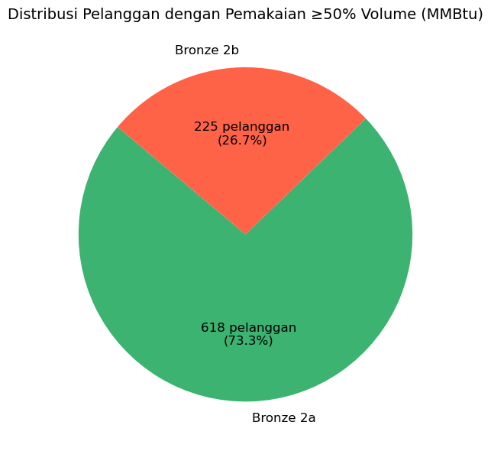 Distribusi Pelanggan dengan Pemakaian ≥50% Volume (MMBtu)
Bronze 2b
225 pelanggan
(26.7%)
618 pelanggan
(73.3%)
Bronze 2a